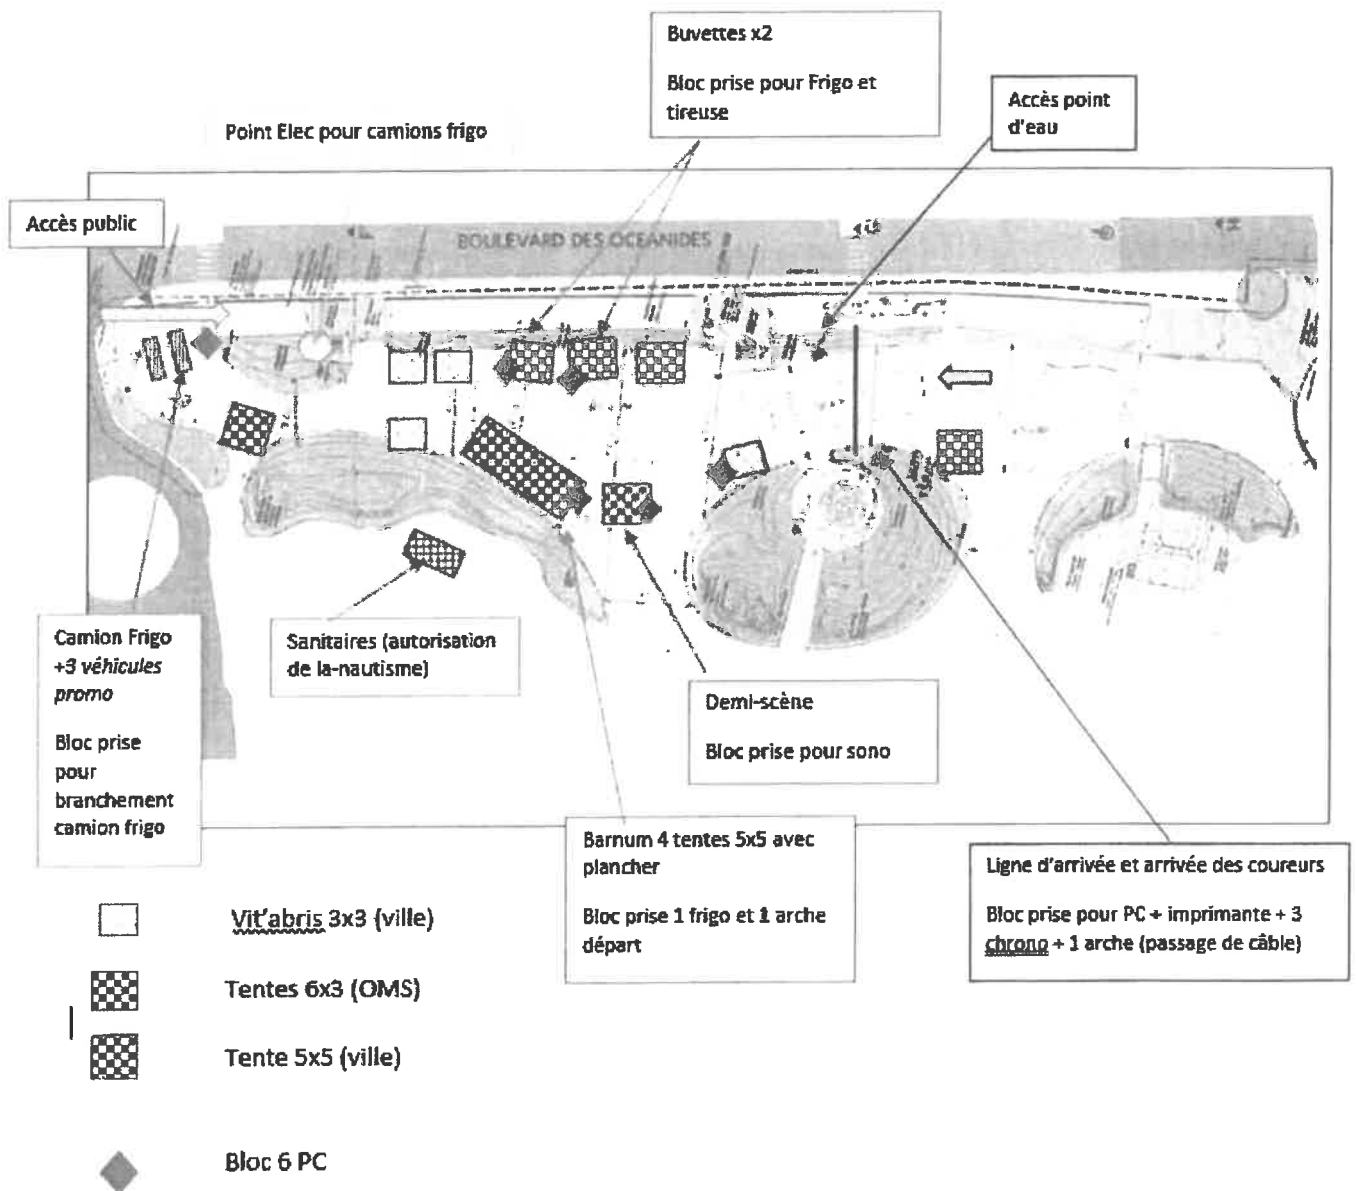 Buvettes x2
Bloc prise pour Frigo et
tireuse
Accès point
d'eau
Point Elec pour camions frigo
Accès public
BOULEVARD DES OCEANIDES
Camion Frigo
+3 véhicules
promo
Bloc prise
pour
branchement
camion frigo
Sanitaires (autorisation
de la-nautisme)
Demi-scène
Bloc prise pour sono
Barnum 4 tentes 5x5 avec
plancher
Bloc prise 1 frigo et 1 arche
départ
Ligne d'arrivée et arrivée des coureurs
Bloc prise pour PC + imprimante + 3
chrono + 1 arche (passage de câble)
Vit'abris 3x3 (ville)
Tentes 6x3 (OMS)
Tente 5x5 (ville)
Bloc 6 PC